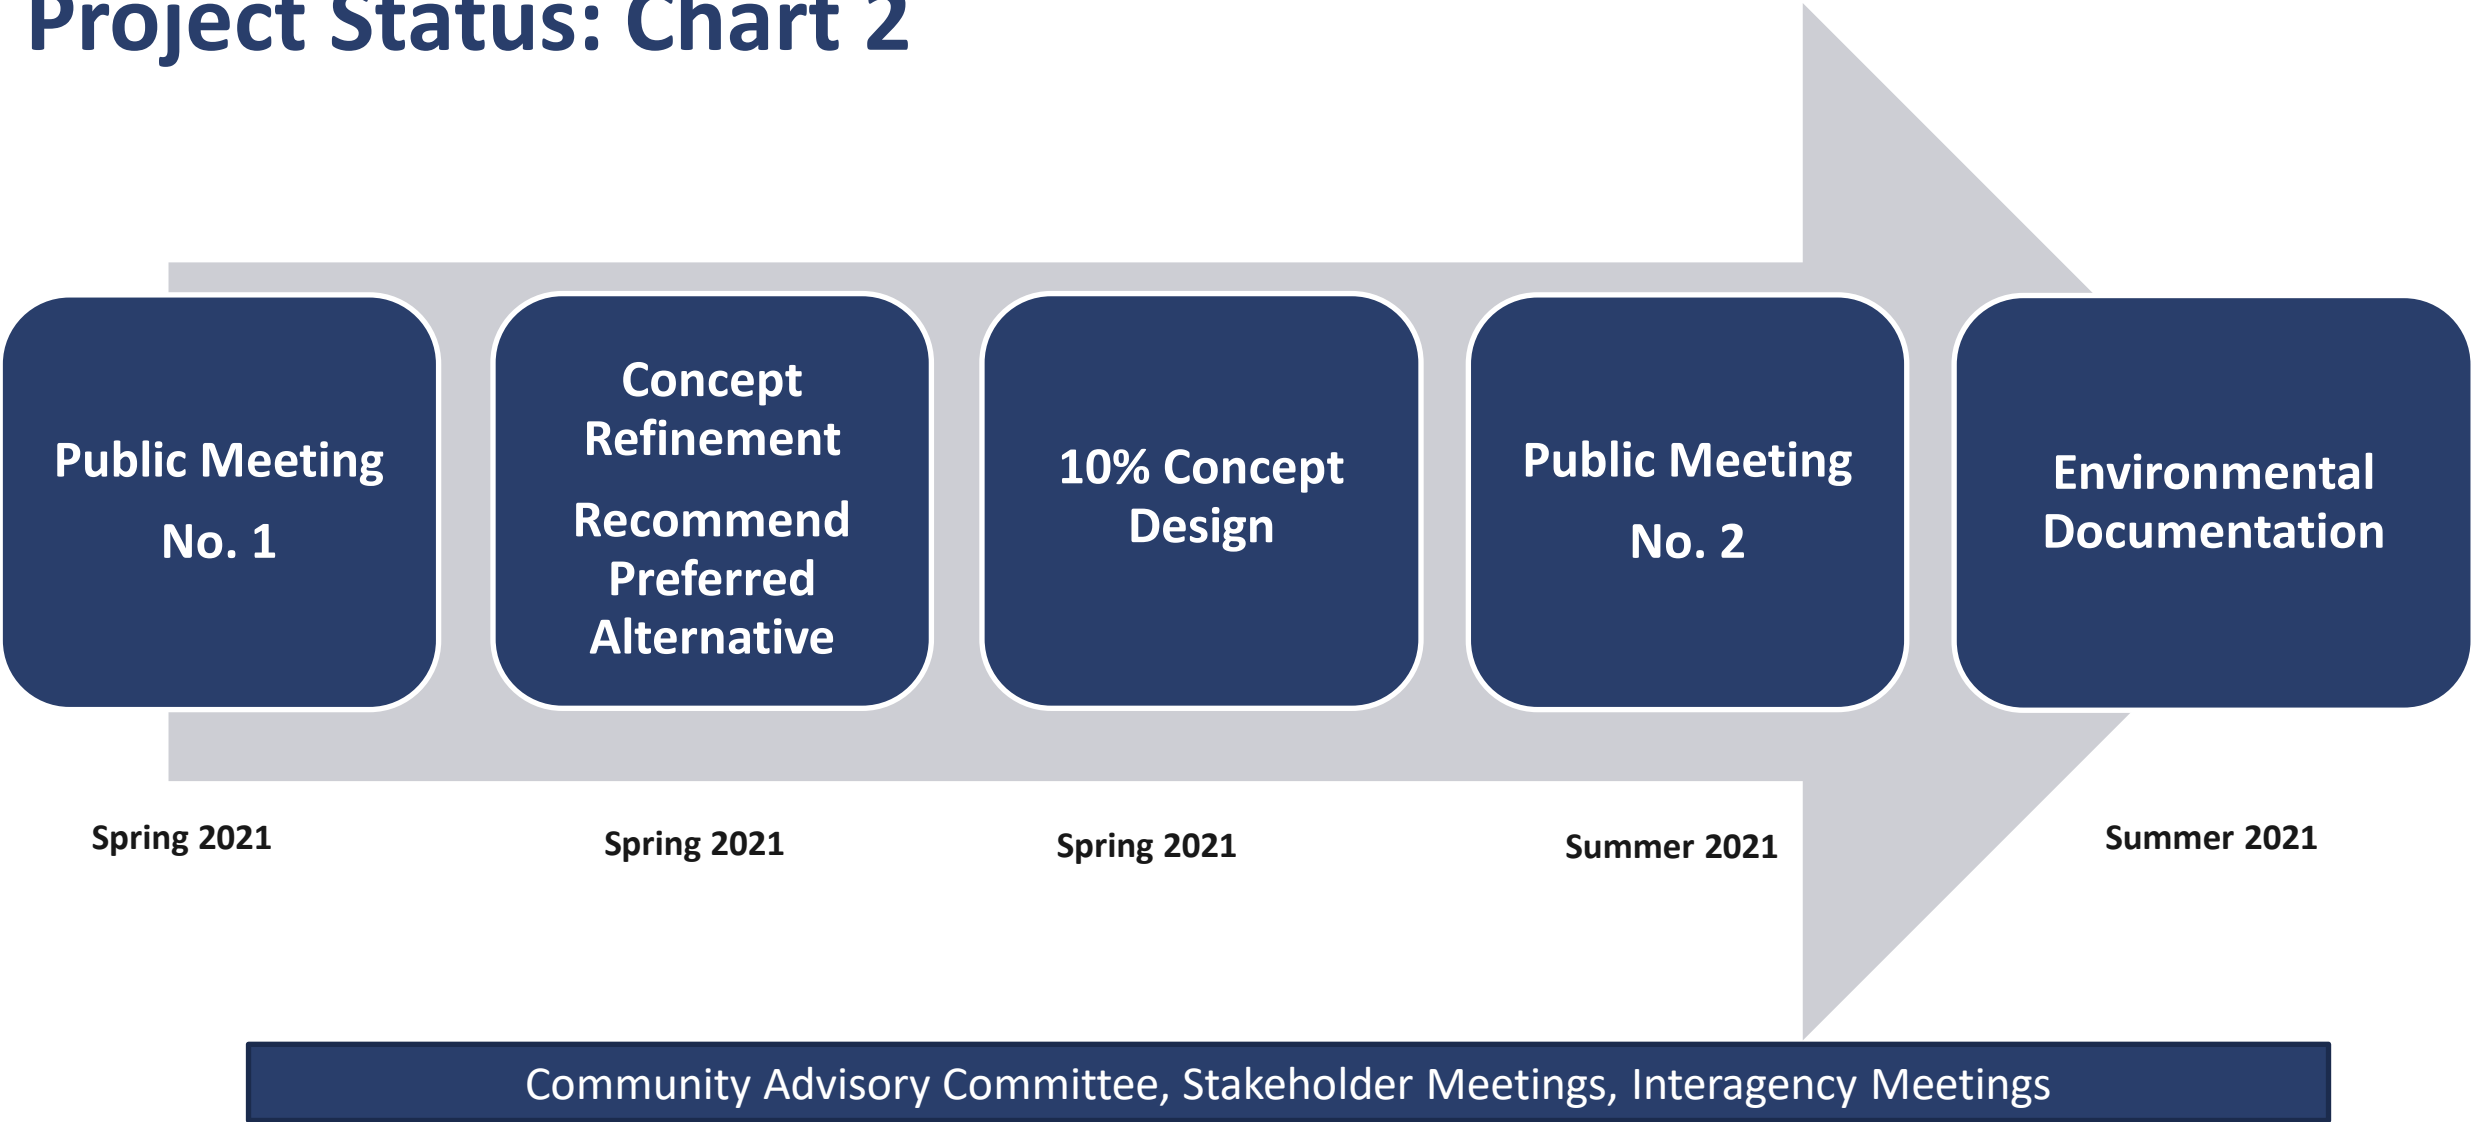 Project Status: Chart 2
Public Meeting
No. 1
Concept
Refinement
Recommend
Preferred
Alternative
10% Concept
Design
Public Meeting
No. 2
Environmental
Documentation
Spring 2021
Spring 2021
Spring 2021
Summer 2021
Summer 2021
Community Advisory Committee, Stakeholder Meetings, Interagency Meetings